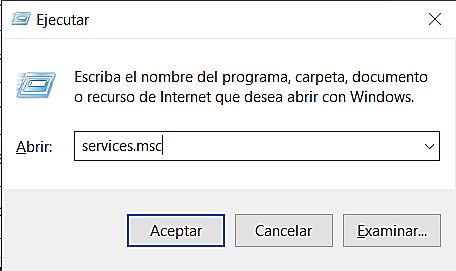 Ejecutar
Escriba el nombre del programa, carpeta, documento
o recurso de Internet que desea abrir con Windows.
Abrir: services.msc
Aceptar Cancelar Examinar...